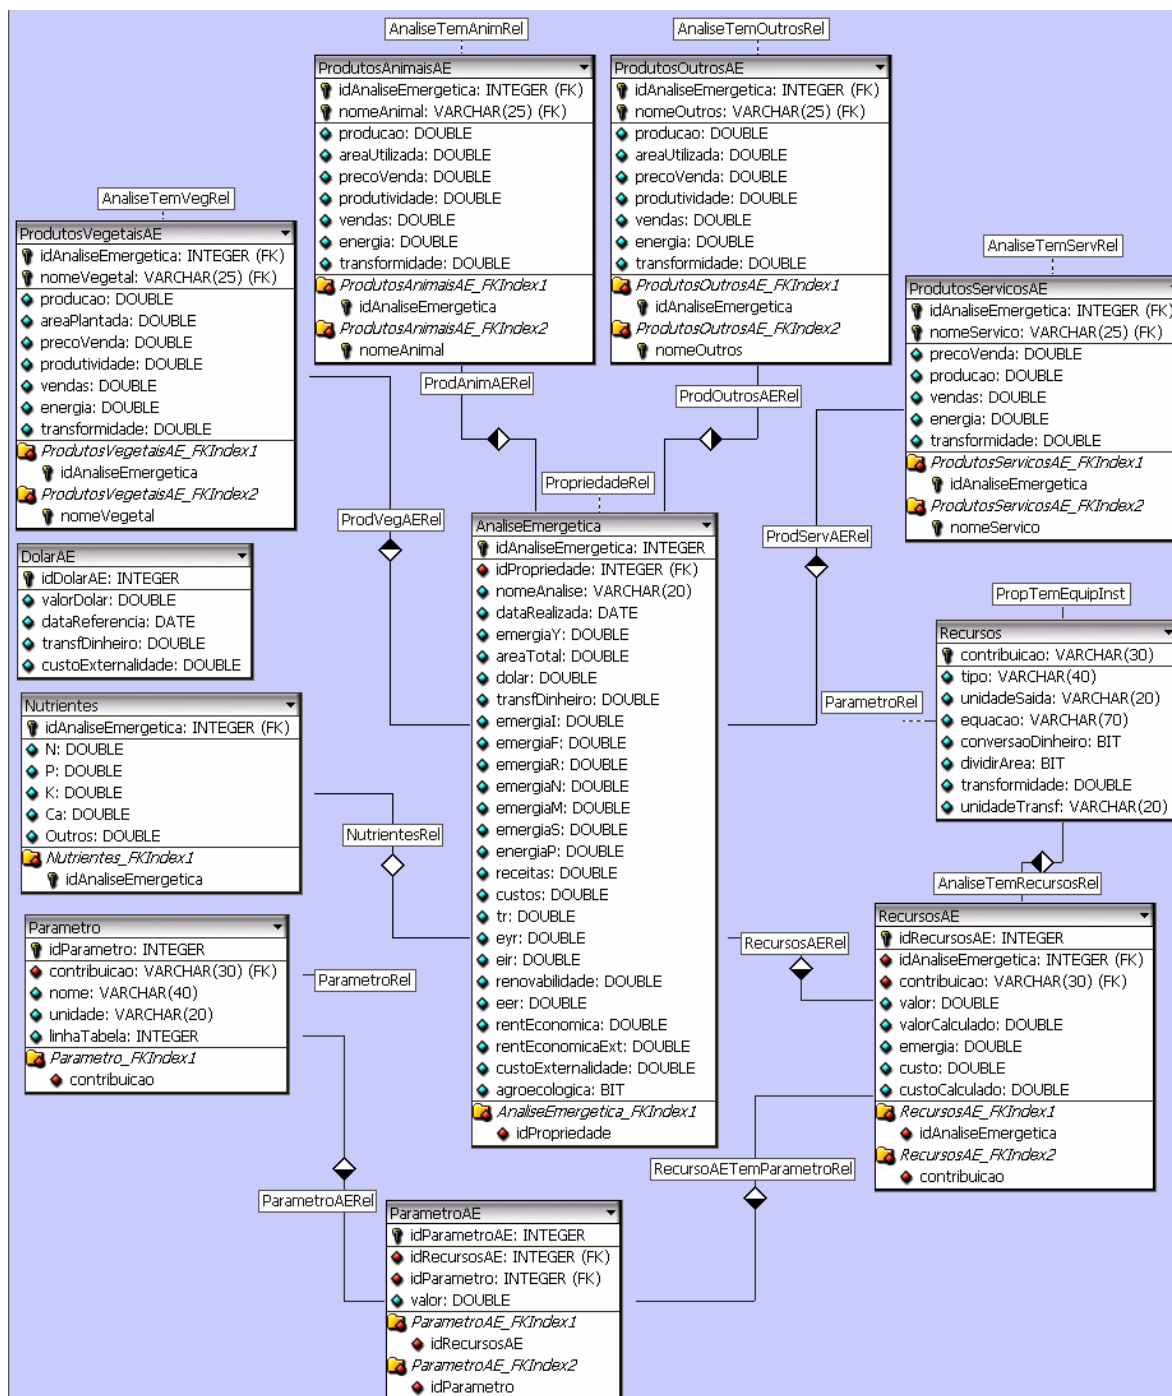 AnaliseTemAnimRel
AnaliseTemOutrosRel
ProdutosAnimaisAE
idAnaliseEmergetica: INTEGER (FK)
nomeAnimal: VARCHAR(25) (FK)
producao: DOUBLE
areaUtilizada: DOUBLE
precoVenda: DOUBLE
produtividade: DOUBLE
vendas: DOUBLE
energia: DOUBLE
transformidade: DOUBLE
ProdutosAnimaisAE_FKIndex1
idAnaliseEmergetica
ProdutosAnimaisAE_FKIndex2
nomeAnimal
ProdutosOutrosAE
idAnaliseEmergetica: INTEGER (FK)
nomeOutros: VARCHAR(25) (FK)
producao: DOUBLE
areaUtilizada: DOUBLE
precoVenda: DOUBLE
produtividade: DOUBLE
vendas: DOUBLE
energia: DOUBLE
transformidade: DOUBLE
ProdutosOutrosAE_FKIndex1
idAnaliseEmergetica
ProdutosOutrosAE_FKIndex2
nomeOutros
AnaliseTemVegRel
ProdutosVegetaisAE
idAnaliseEmergetica: INTEGER (FK)
nomeVegetal: VARCHAR(25) (FK)
producao: DOUBLE
areaPlantada: DOUBLE
precoVenda: DOUBLE
produtividade: DOUBLE
vendas: DOUBLE
energia: DOUBLE
transformidade: DOUBLE
ProdutosVegetaisAE_FKIndex1
idAnaliseEmergetica
ProdutosVegetaisAE_FKIndex2
nomeVegetal
AnaliseTemServRel
ProdutosServicosAE
idAnaliseEmergetica: INTEGER (FK)
nomeServico: VARCHAR(25) (FK)
precoVenda: DOUBLE
producao: DOUBLE
vendas: DOUBLE
energia: DOUBLE
transformidade: DOUBLE
ProdutosServicosAE_FKIndex1
idAnaliseEmergetica
ProdutosServicosAE_FKIndex2
nomeServico
ProdAnimAERel
ProdOutrosAERel
PropriedadeRel
ProdVegAERel
ProdServAERel
AnaliseEmergetica
idAnaliseEmergetica: INTEGER
idPropriedade: INTEGER (FK)
nomeAnalise: VARCHAR(20)
dataRealizada: DATE
emergiaY: DOUBLE
areaTotal: DOUBLE
dolar: DOUBLE
transfDinheiro: DOUBLE
emergiaI: DOUBLE
emergiaF: DOUBLE
emergiaR: DOUBLE
emergiaN: DOUBLE
emergiaM: DOUBLE
emergiaS: DOUBLE
energiaP: DOUBLE
receitas: DOUBLE
custos: DOUBLE
tr: DOUBLE
eyr: DOUBLE
eir: DOUBLE
renovabilidade: DOUBLE
eer: DOUBLE
rentEconomica: DOUBLE
rentEconomicaExt: DOUBLE
custoExternalidade: DOUBLE
agroecologica: BIT
AnaliseEmergetica_FKIndex1
idPropriedade
DolarAE
idDolarAE: INTEGER
valorDolar: DOUBLE
dataReferencia: DATE
transfDinheiro: DOUBLE
custoExternalidade: DOUBLE
PropTemEquipInst
Recursos
contribuicao: VARCHAR(30)
tipo: VARCHAR(40)
unidadeSaida: VARCHAR(20)
equacao: VARCHAR(70)
conversaoDinheiro: BIT
dividirArea: BIT
transformidade: DOUBLE
unidadeTransf: VARCHAR(20)
ParametroRel
Nutrientes
idAnaliseEmergetica: INTEGER (FK)
N: DOUBLE
P: DOUBLE
K: DOUBLE
Ca: DOUBLE
Outros: DOUBLE
Nutrientes_FKIndex1
idAnaliseEmergetica
NutrientesRel
AnaliseTemRecursosRel
RecursosAE
idRecursosAE: INTEGER
idAnaliseEmergetica: INTEGER (FK)
contribuicao: VARCHAR(30) (FK)
valor: DOUBLE
valorCalculado: DOUBLE
emergia: DOUBLE
custo: DOUBLE
custoCalculado: DOUBLE
RecursosAE_FKIndex1
idAnaliseEmergetica
RecursosAE_FKIndex2
contribuicao
RecursosAERel
Parametro
idParametro: INTEGER
contribuicao: VARCHAR(30) (FK)
nome: VARCHAR(40)
unidade: VARCHAR(20)
linhaTabela: INTEGER
Parametro_FKIndex1
contribuicao
ParametroRel
RecursoAETemParametroRel
ParametroAERel
ParametroAE
idParametroAE: INTEGER
idRecursosAE: INTEGER (FK)
idParametro: INTEGER (FK)
valor: DOUBLE
ParametroAE_FKIndex1
idRecursosAE
ParametroAE_FKIndex2
idParametro